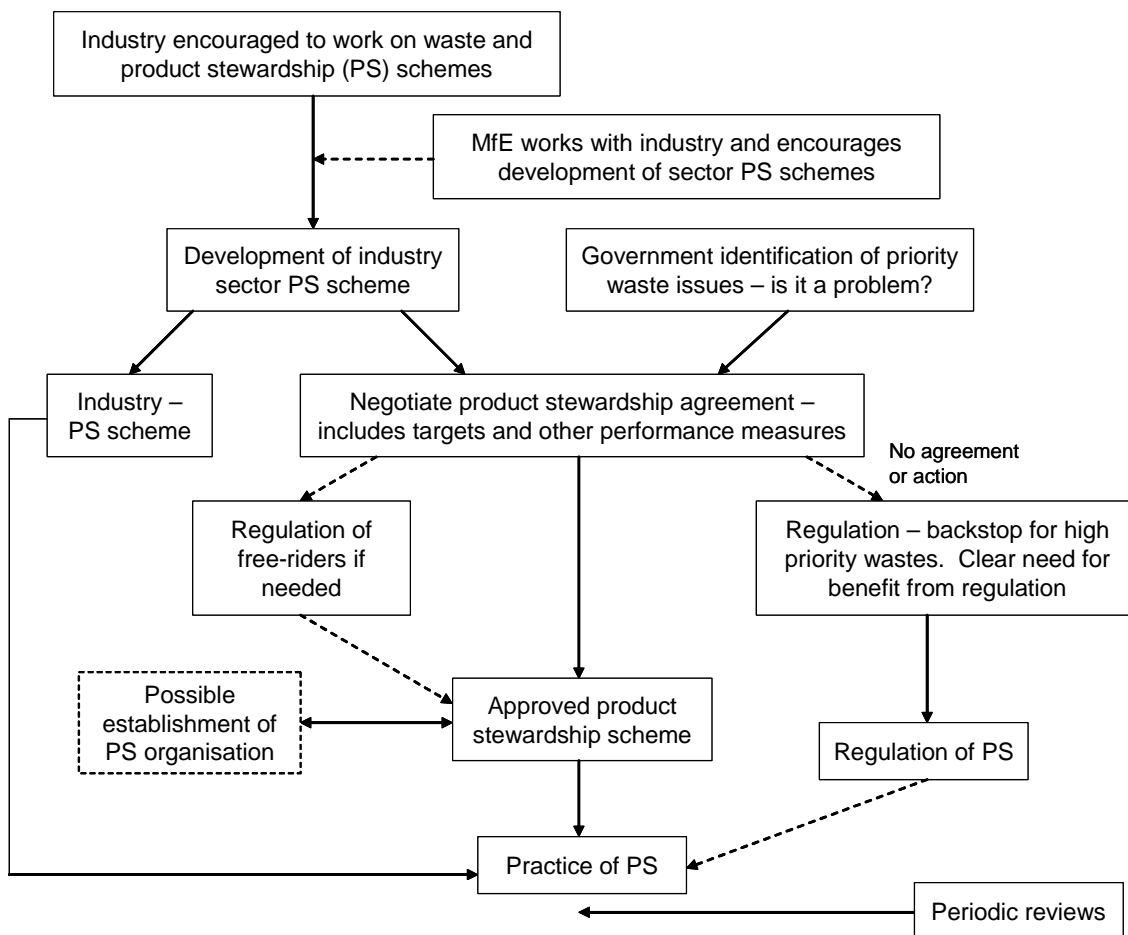 Industry encouraged to work on waste and
product stewardship (PS) schemes
MfE works with industry and encourages
development of sector PS schemes
Development of industry
sector PS scheme
Government identification of priority
waste issues – is it a problem?
Industry –
PS scheme
Negotiate product stewardship agreement –
includes targets and other performance measures
No agreement
or action
Regulation of
free-riders if
needed
Regulation – backstop for high
priority wastes.  Clear need for
benefit from regulation
Possible
establishment of
PS organisation
Approved product
stewardship scheme
Regulation of PS
Practice of PS
Periodic reviews